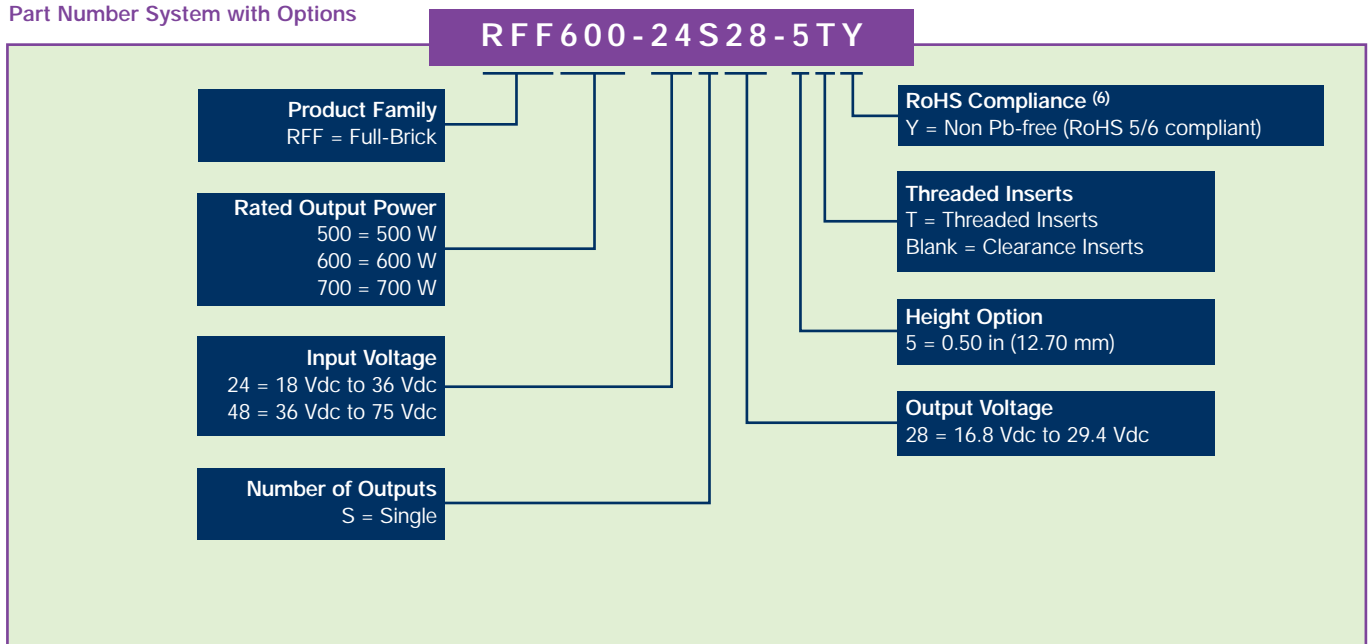 Part Number System with Options
RFF600-24S28-5TY
Product Family
RFF = Full-Brick
Rated Output Power
500 = 500 W
600 = 600 W
700 = 700 W
Input Voltage
24 = 18 Vdc to 36 Vdc
48 = 36 Vdc to 75 Vdc
Number of Outputs
S = Single
RoHS Compliance (6)
Y = Non Pb-free (RoHS 5/6 compliant)
Threaded Inserts
T = Threaded Inserts
Blank = Clearance Inserts
Height Option
5 = 0.50 in (12.70 mm)
Output Voltage
28 = 16.8 Vdc to 29.4 Vdc